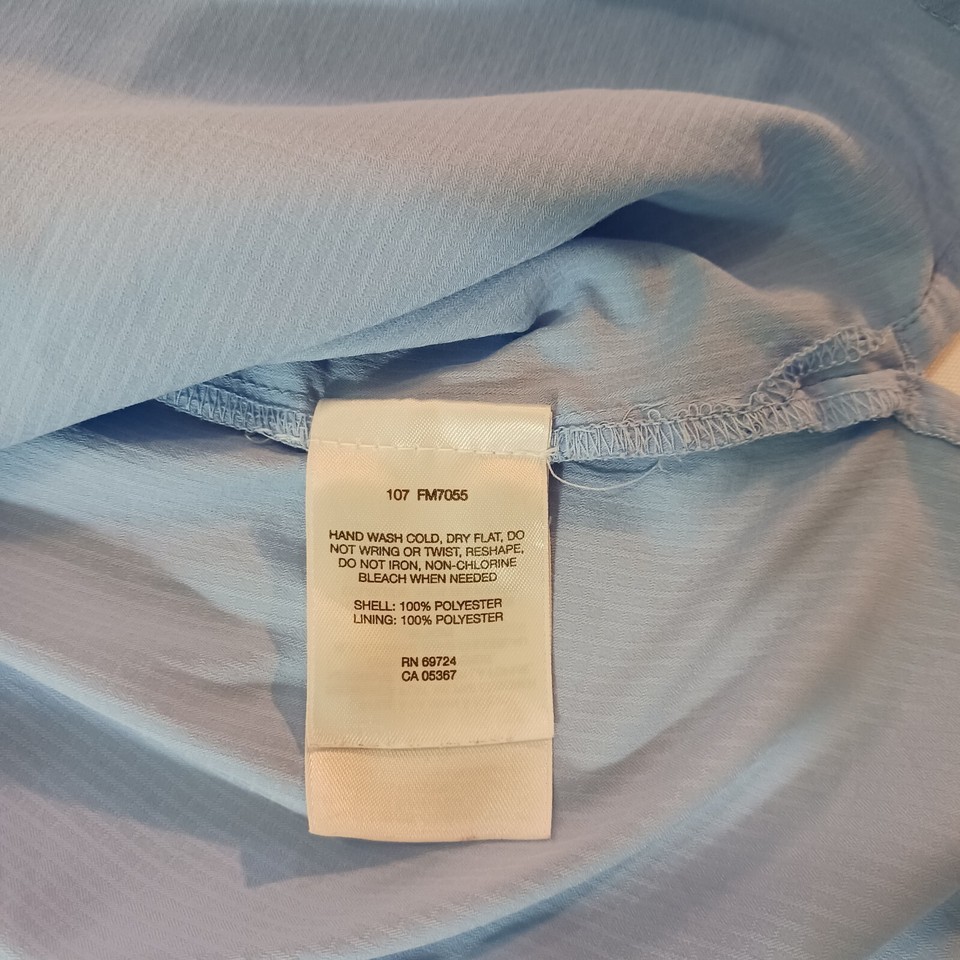 107 FM7055
HAND WASH COLD, DRY FLAT, DO
NOT WRING OR TWIST, RESHAPE,
DO NOT IRON, NON-CHLORINE
BLEACH WHEN NEEDED
SHELL: 100% POLYESTER
LINING: 100% POLYESTER
RN 69724
CA 05367